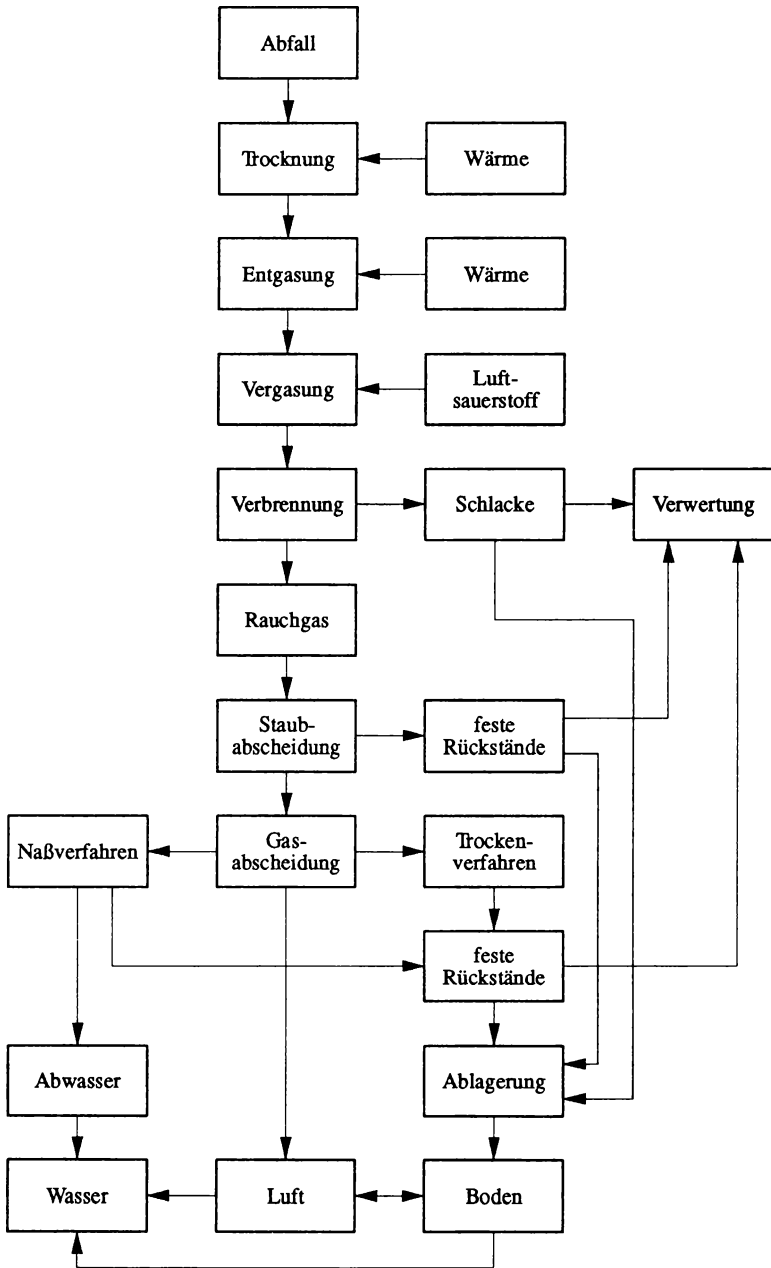 Abfall
Trocknung
Wärme
Entgasung
Wärme
Vergasung
Luft-
sauerstoff
Verbrennung
Schlacke
Verwertung
Rauchgas
Staub-
abscheidung
feste
Rückstände
Naßverfahren
Gas-
abscheidung
Trocken-
verfahren
feste
Rückstände
Abwasser
Ablagerung
Wasser
Luft
Boden